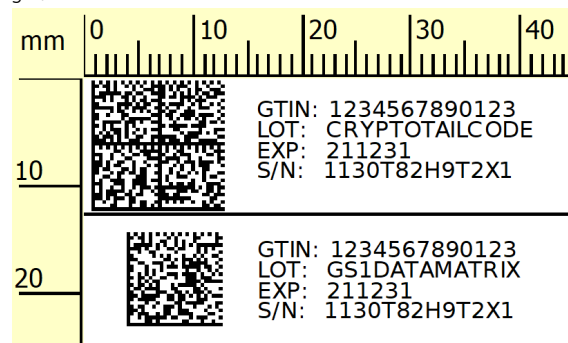 mm 0 10 20 30 40
GTIN: 1234567890123
LOT: CRYPTOTAILCODE
EXP: 211231
S/N: 1130T82H9T2X1
10
GTIN: 1234567890123
LOT: GS1DATAMATRIX
EXP: 211231
S/N: 1130T82H9T2X1
20